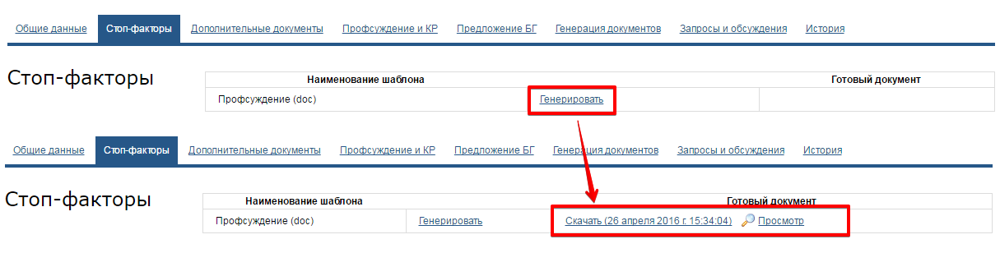 Общие данные Стоп-факторы Дополнительные документы Профсуждение и КР Предложение БГ Генерация документов Запросы и обсуждения История
Стоп-факторы
Наименование шаблона Готовый документ
Профсуждение (doc) Генерировать
Общие данные Стоп-факторы Дополнительные документы Профсуждение и КР Предложение БГ Генерация документов Запросы и обсуждения История
Стоп-факторы
Наименование шаблона Готовый документ
Профсуждение (doc) Генерировать Скачать (26 апреля 2016 г. 15:34:04) Просмотр